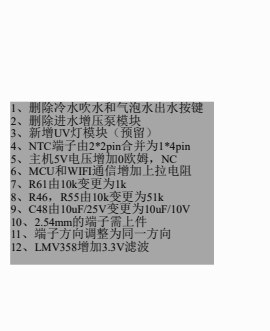 1、删除冷水吹水和气泡水出水按键
2、删除进水增压泵模块
3、新增UV灯模块（预留）
4、NTC端子由2*2pin合并为1*4pin
5、主机5V电压增加0欧姆，NC
6、MCU和WIFI通信增加上拉电阻
7、R61由10k变更为1k
8、R46，R55由10k变更为51k
9、C48由10uF/25V变更为10uF/10V
10、2.54mm的端子需上件
11、端子方向调整为同一方向
12、LMV358增加3.3V滤波